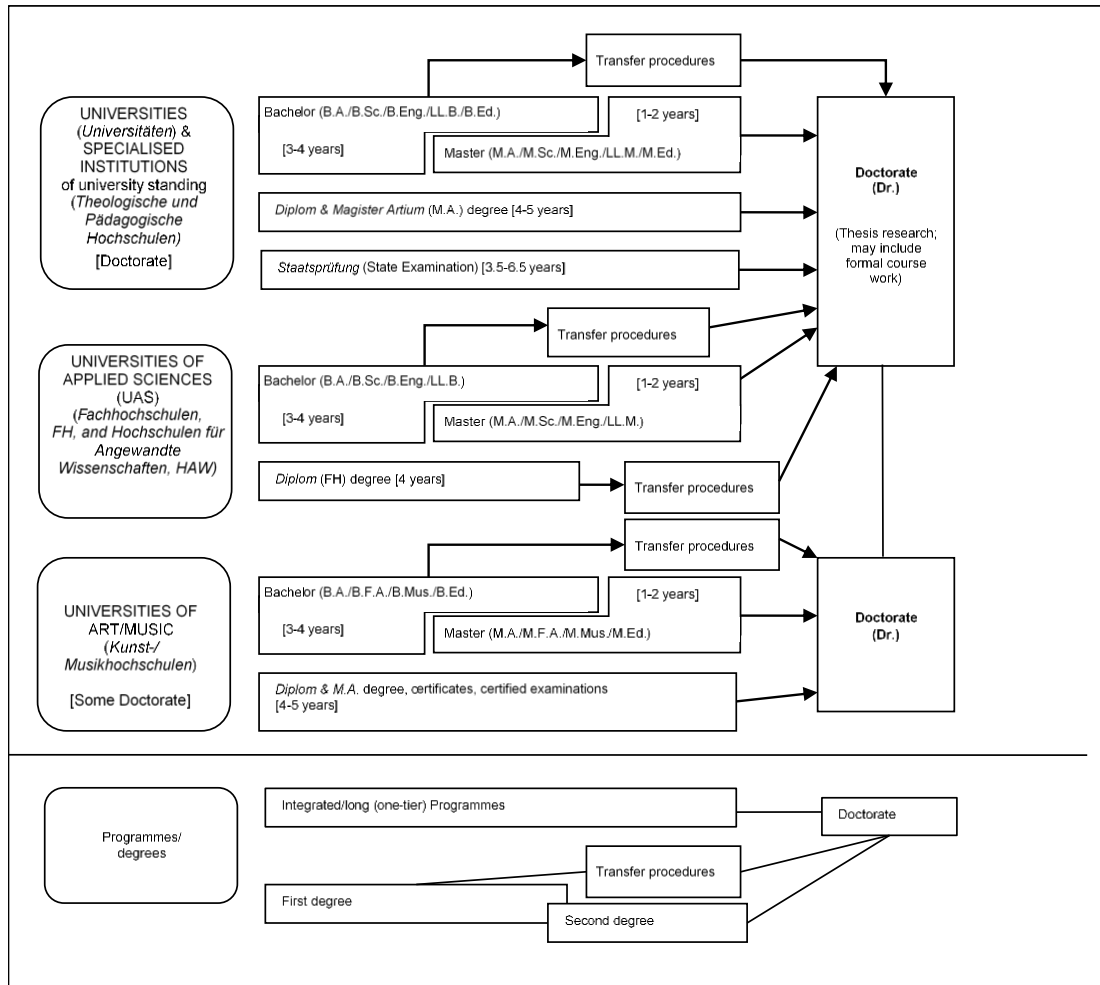 Transfer procedures
UNIVERSITIES
(Universitäten) &
SPECIALISED
INSTITUTIONS
of university standing
(Theologische und
Pädagogische
Hochschulen)
[Doctorate]
Bachelor (B.A./B.Sc./B.Eng./LL.B./B.Ed.)
[1-2 years]
[3-4 years]
Master (M.A./M.Sc./M.Eng./LL.M./M.Ed.)
Diplom & Magister Artium (M.A.) degree [4-5 years]
Staatsprüfung (State Examination) [3.5-6.5 years]
Doctorate
(Dr.)
(Thesis research;
may include
formal course
work)
Transfer procedures
UNIVERSITIES OF
APPLIED SCIENCES
(UAS)
(Fachhochschulen,
FH, and Hochschulen für
Angewandte
Wissenschaften, HAW)
Bachelor (B.A./B.Sc./B.Eng./LL.B.)
[1-2 years]
[3-4 years]
Master (M.A./M.Sc./M.Eng./LL.M.)
Diplom (FH) degree [4 years]
Transfer procedures
Transfer procedures
UNIVERSITIES OF
ART/MUSIC
(Kunst-/
Musikhochschulen)
[Some Doctorate]
Bachelor (B.A./B.F.A./B.Mus./B.Ed.)
[1-2 years]
[3-4 years]
Master (M.A./M.F.A./M.Mus./M.Ed.)
Diplom & M.A. degree, certificates, certified examinations
[4-5 years]
Doctorate
(Dr.)
Programmes/
degrees
Integrated/long (one-tier) Programmes
Doctorate
Transfer procedures
First degree
Second degree